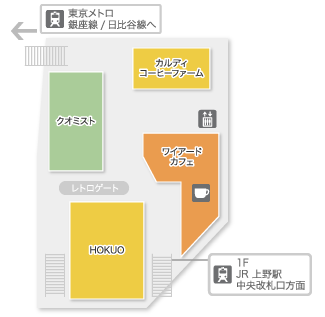 東京メトロ
銀座線 / 日比谷線へ
カルディ
コーヒーファーム
クオミスト
ワイアード
カフェ
レトロゲート
HOKUO
1F
JR 上野駅
中央改札口方面